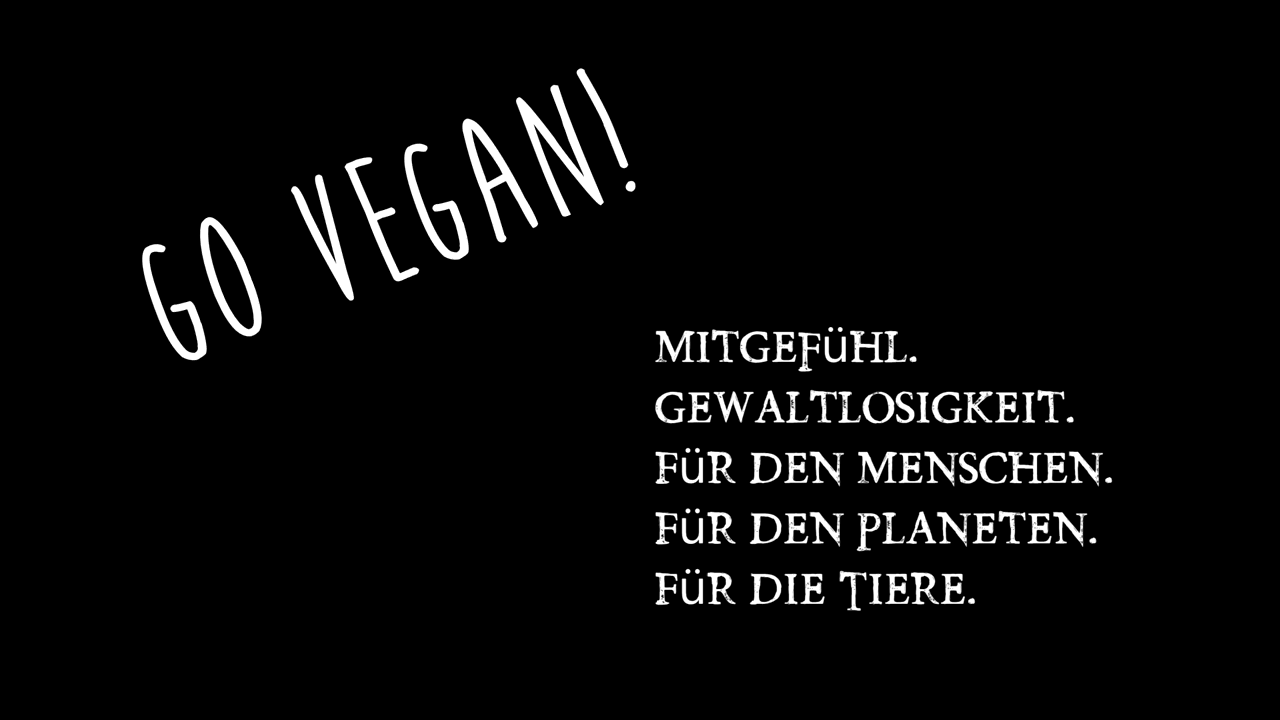 GO VEGAN!
MITGEFÜHL.
GEWALTLOSIGKEIT.
FÜR DEN MENSCHEN.
FÜR DEN PLANETEN.
FÜR DIE TIERE.